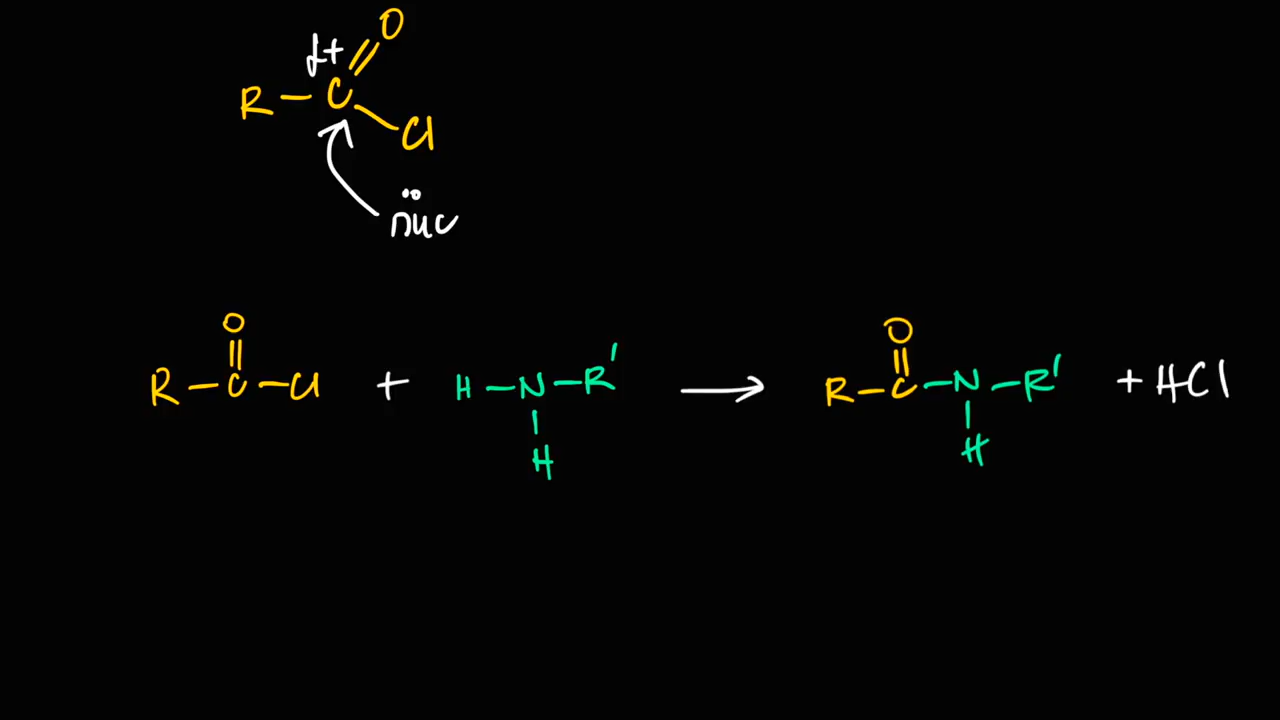 O
δ+
R - C
Cl
nuc
O O
R - C - Cl + H - N - R' → R - C - N - R' + HCl
H H